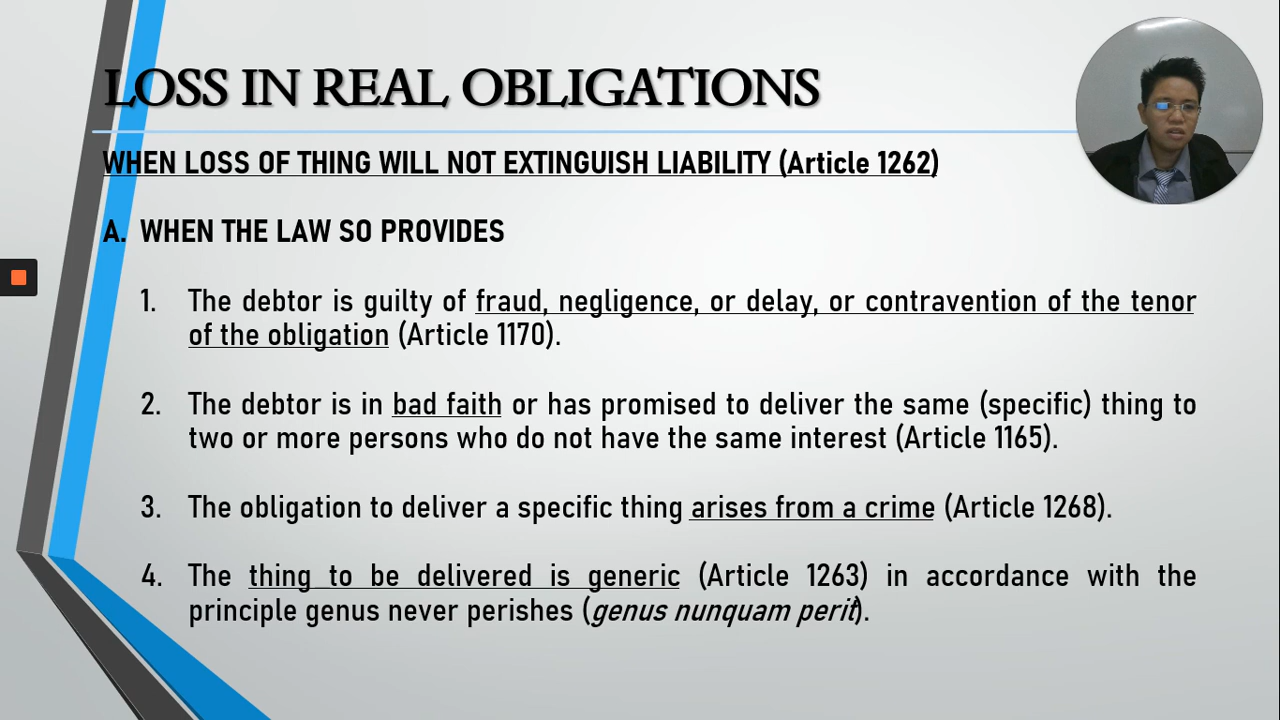 LOSS IN REAL OBLIGATIONS
WHEN LOSS OF THING WILL NOT EXTINGUISH LIABILITY (Article 1262)
A. WHEN THE LAW SO PROVIDES
1. The debtor is guilty of fraud, negligence, or delay, or contravention of the tenor
of the obligation (Article 1170).
2. The debtor is in bad faith or has promised to deliver the same (specific) thing to
two or more persons who do not have the same interest (Article 1165).
3. The obligation to deliver a specific thing arises from a crime (Article 1268).
4. The thing to be delivered is generic (Article 1263) in accordance with the
principle genus never perishes (genus nunquam perit).